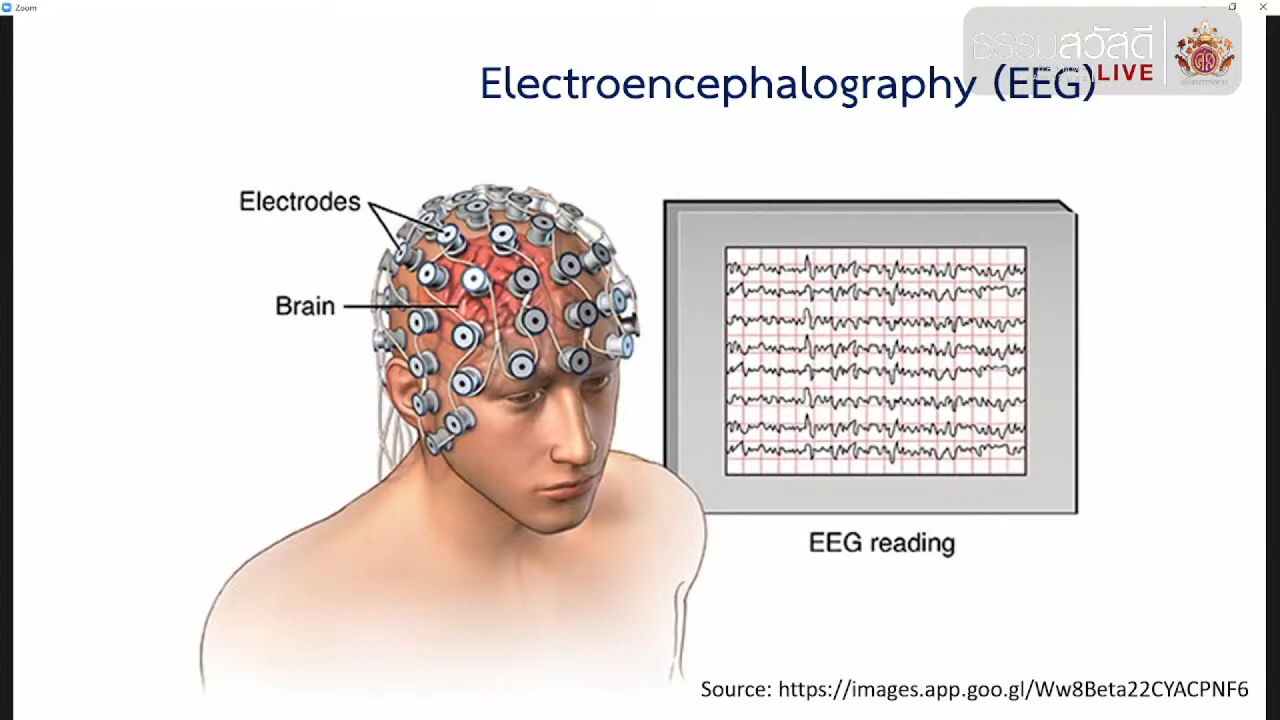 Zoom
ธรรมสวัสดี
LIVE
Electroencephalography (EEG)
Electrodes
Brain
EEG reading
Source: https://images.app.goo.gl/Ww8Beta22CYACPNF6